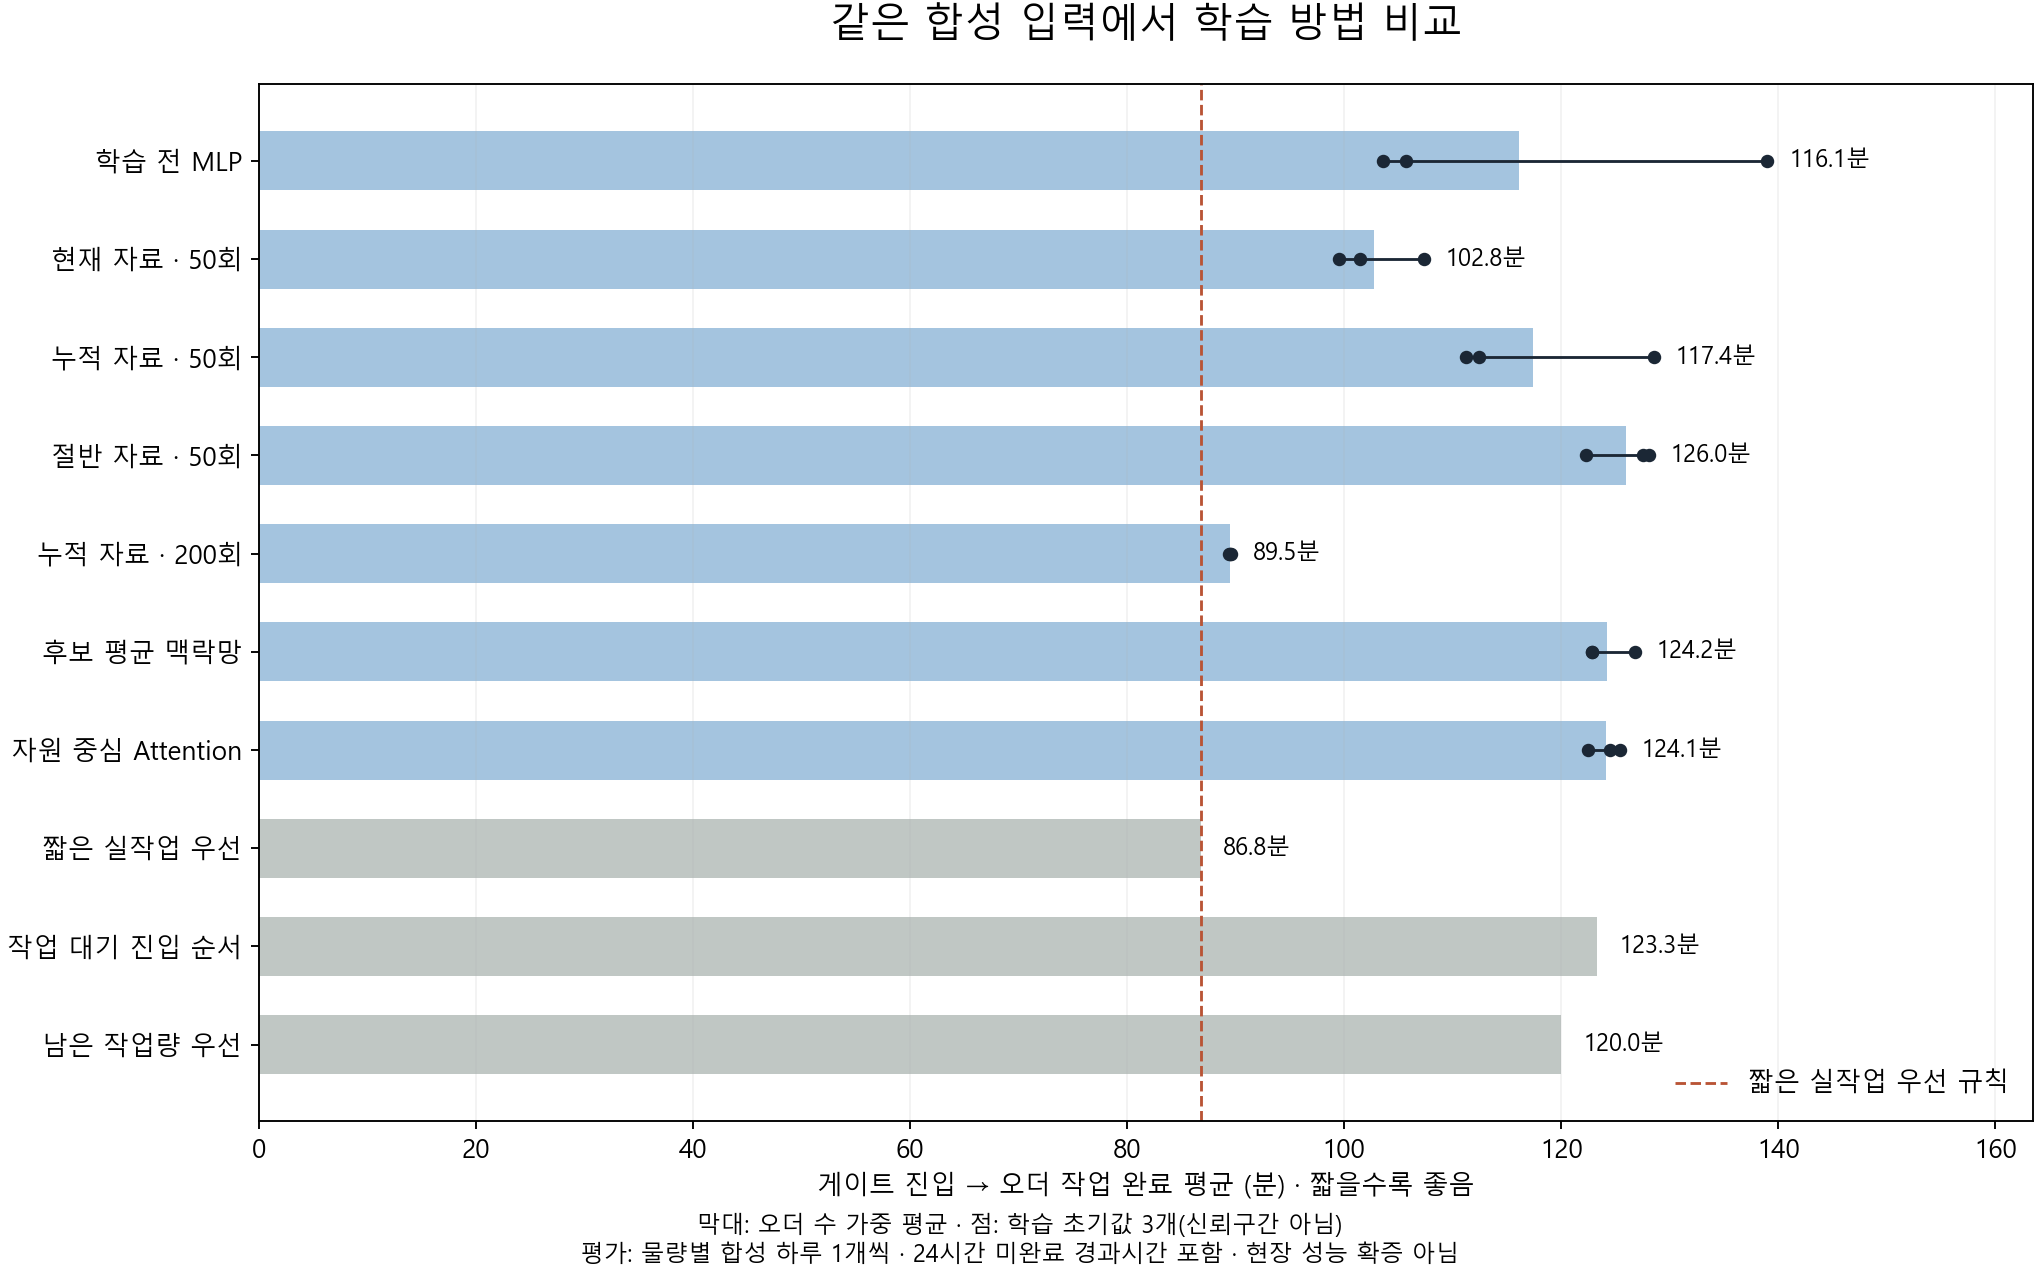 같은 합성 입력에서 학습 방법 비교
학습 전 MLP
116.1분
현재 자료 · 50회
102.8분
누적 자료 · 50회
117.4분
절반 자료 · 50회
126.0분
누적 자료 · 200회
89.5분
후보 평균 맥락망
124.2분
자원 중심 Attention
124.1분
짧은 실작업 우선
86.8분
작업 대기 진입 순서
123.3분
남은 작업량 우선
120.0분
짧은 실작업 우선 규칙
0 20 40 60 80 100 120 140 160
게이트 진입 → 오더 작업 완료 평균 (분) · 짧을수록 좋음
막대: 오더 수 가중 평균 · 점: 학습 초기값 3개(신뢰구간 아님)
평가: 물량별 합성 하루 1개씩 · 24시간 미완료 경과시간 포함 · 현장 성능 확증 아님